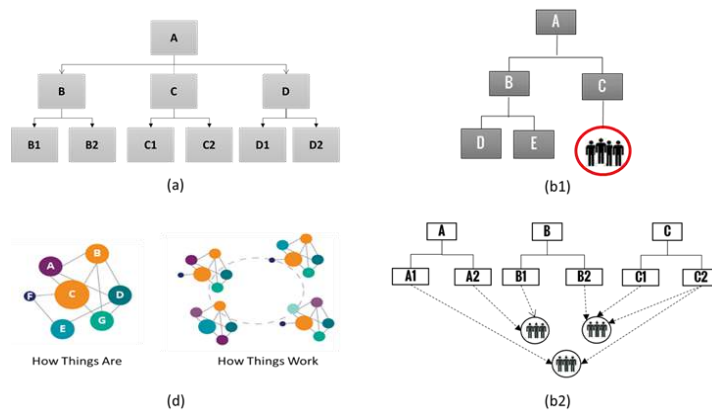 A
B C D
B1 B2 C1 C2 D1 D2
(a)
A
B C
D E
(b1)
A B
C
F D
E G
How Things Are
How Things Work
(d)
A B C
A1 A2 B1 B2 C1 C2
(b2)